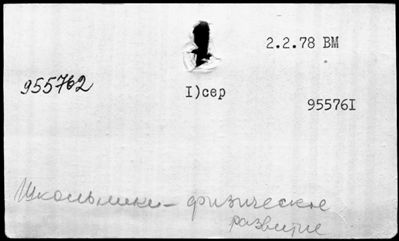 2.2.78 ВМ
955762
I)сер
95576I
Школьники - физическое
развитие